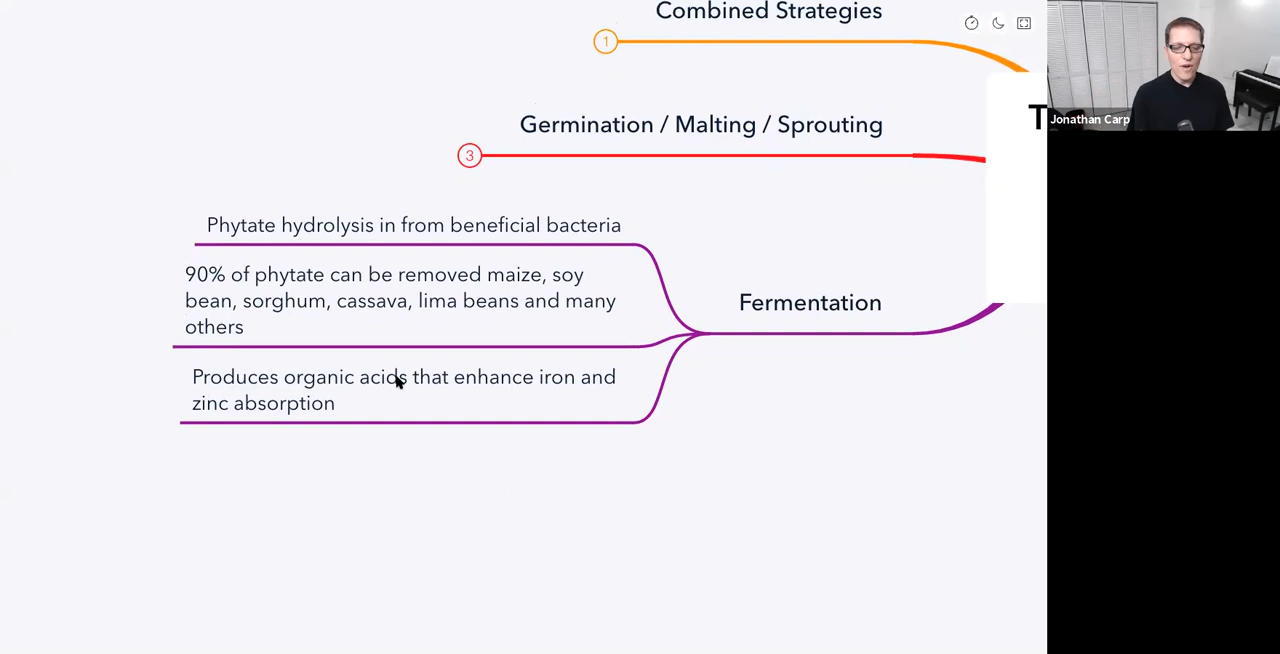 Combined Strategies
1
Germination / Malting / Sprouting
3
Phytate hydrolysis in from beneficial bacteria
90% of phytate can be removed maize, soy
bean, sorghum, cassava, lima beans and many
others
Fermentation
Produces organic acids that enhance iron and
zinc absorption
T
Jonathan Carp